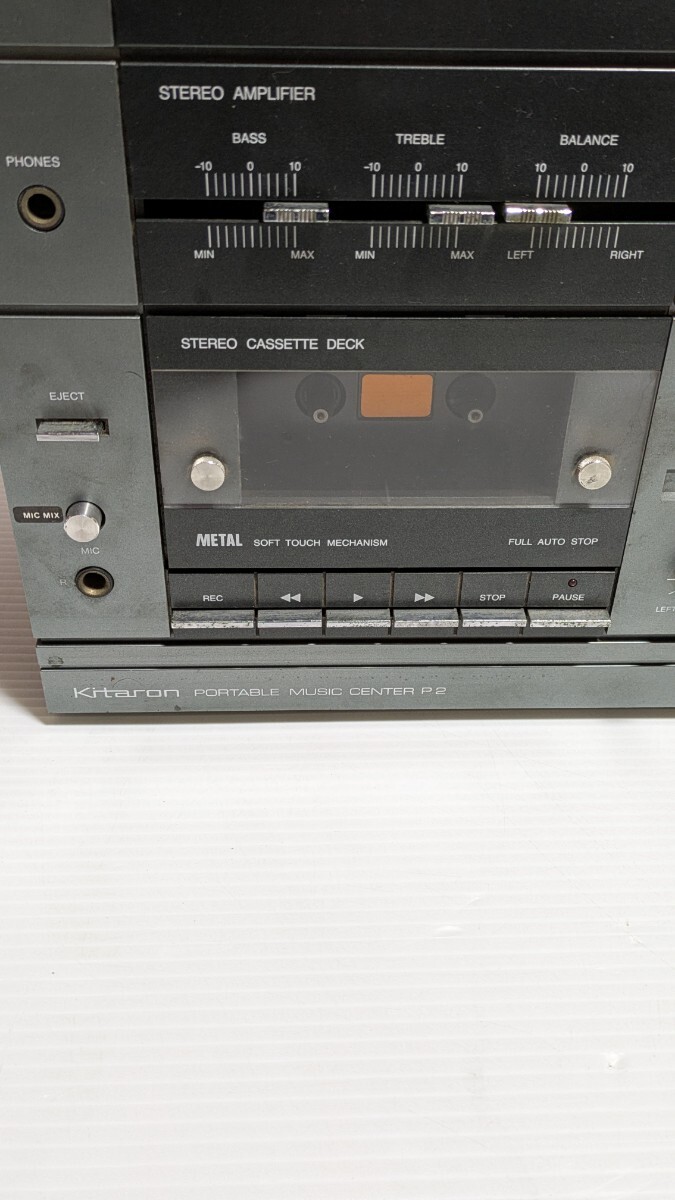 STEREO AMPLIFIER
BASS TREBLE BALANCE
PHONES
-10 0 10 -10 0 10 10 0 10
MIN MAX MIN MAX LEFT RIGHT
STEREO CASSETTE DECK
EJECT
MIC MIX
MIC
METAL SOFT TOUCH MECHANISM FULL AUTO STOP
REC STOP PAUSE
LEFT
Kitaron PORTABLE MUSIC CENTER P2